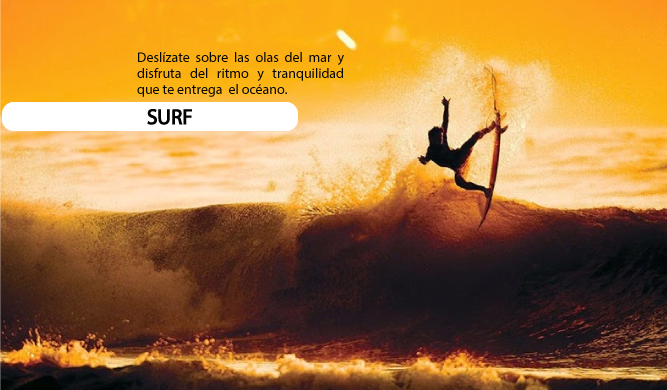 Deslízate sobre las olas del mar y
disfruta del ritmo y tranquilidad
que te entrega el océano.
SURF